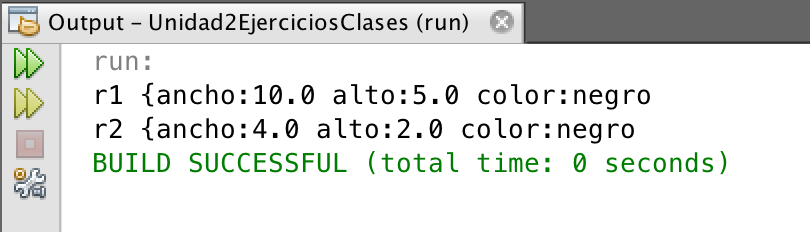 Output – Unidad2EjerciciosClases (run)
run:
r1 {ancho:10.0 alto:5.0 color:negro
r2 {ancho:4.0 alto:2.0 color:negro
BUILD SUCCESSFUL (total time: 0 seconds)